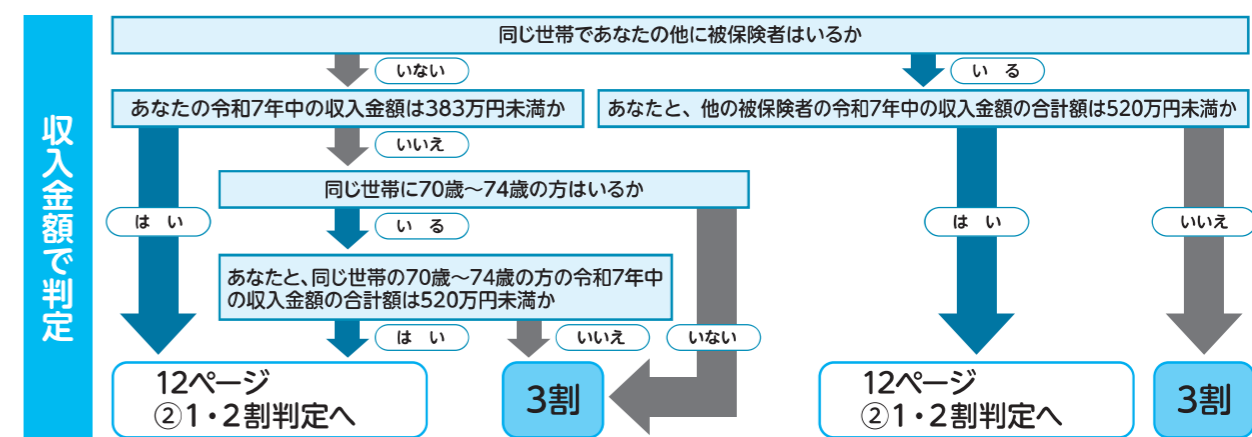 収入金額で判定
同じ世帯であなたの他に被保険者はいるか
いない
い る
あなたの令和7年中の収入金額は383万円未満か
あなたと、他の被保険者の令和7年中の収入金額の合計額は520万円未満か
いいえ
同じ世帯に70歳～74歳の方はいるか
は い
い る
は い
いいえ
あなたと、同じ世帯の70歳～74歳の方の令和7年中
の収入金額の合計額は520万円未満か
は い
いいえ
いない
12ページ
②1・2割判定へ
3割
12ページ
②1・2割判定へ
3割